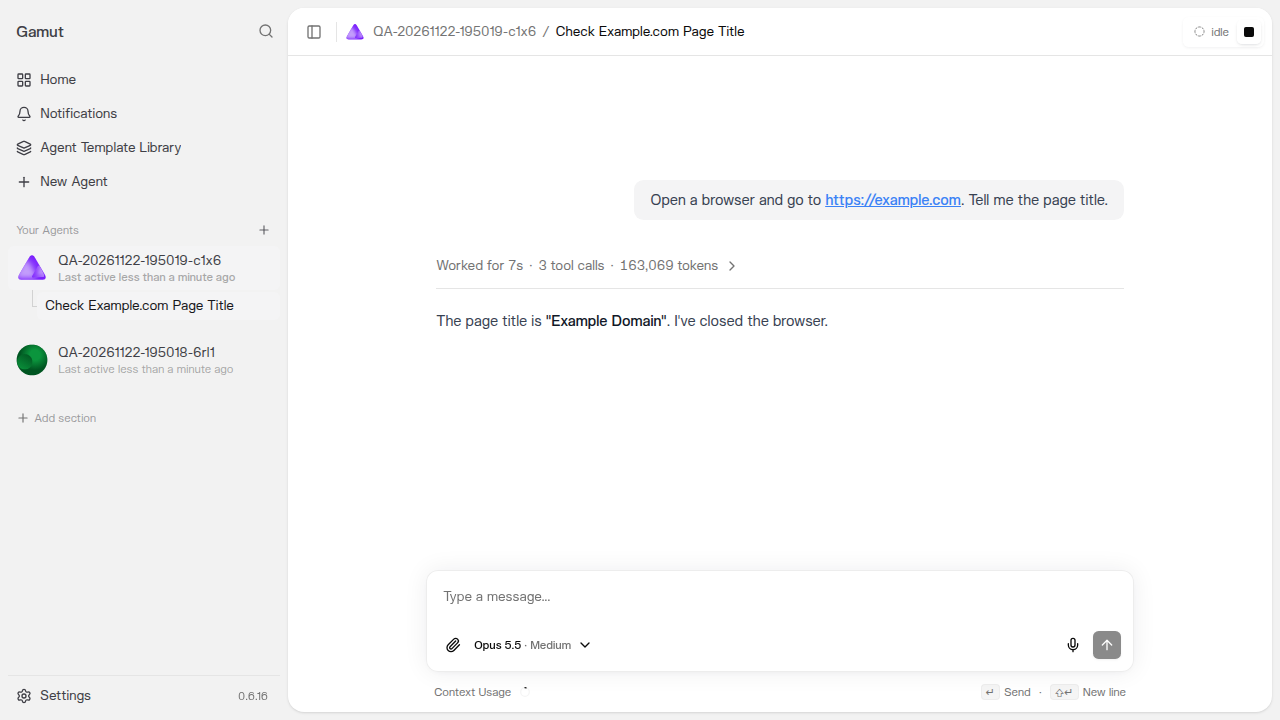 Gamut
Home
Notifications
Agent Template Library
New Agent
Your Agents
QA-20261122-195019-c1x6
Last active less than a minute ago
Check Example.com Page Title
QA-20261122-195018-6rl1
Last active less than a minute ago
Add section
Settings
0.6.16
QA-20261122-195019-c1x6 / Check Example.com Page Title
idle
Open a browser and go to https://example.com. Tell me the page title.
Worked for 7s · 3 tool calls · 163,069 tokens
The page title is "Example Domain". I've closed the browser.
Type a message...
Opus 5.5 · Medium
Context Usage
Send · New line